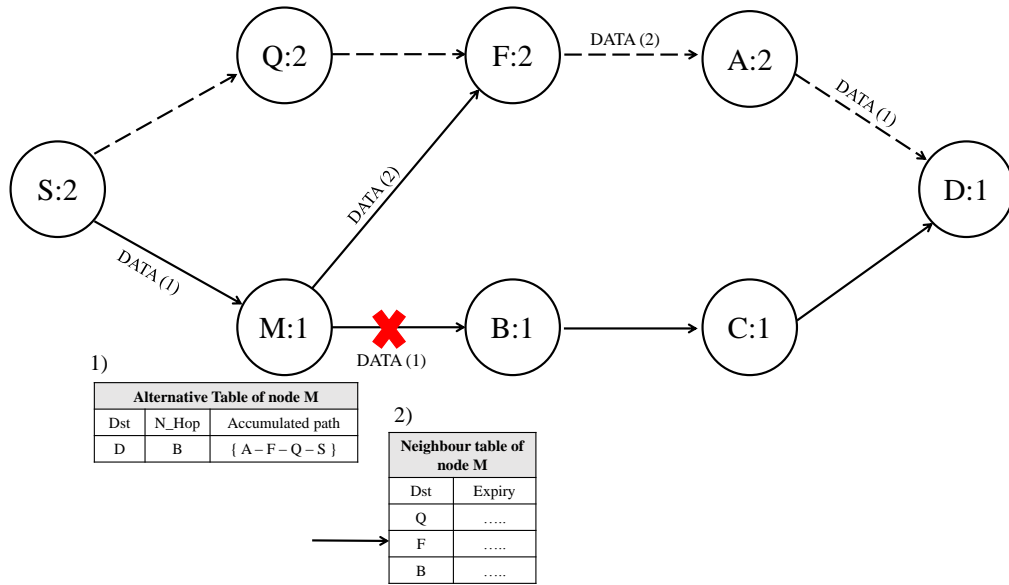 Q:2
F:2
DATA (2)
A:2
DATA (1)
S:2
DATA (2)
D:1
DATA (1)
M:1
B:1
C:1
DATA (1)
1)
Alternative Table of node M
Dst N_Hop Accumulated path
D B { A – F – Q – S }
2)
Neighbour table of
node M
Dst Expiry
Q …..
F …..
B …..